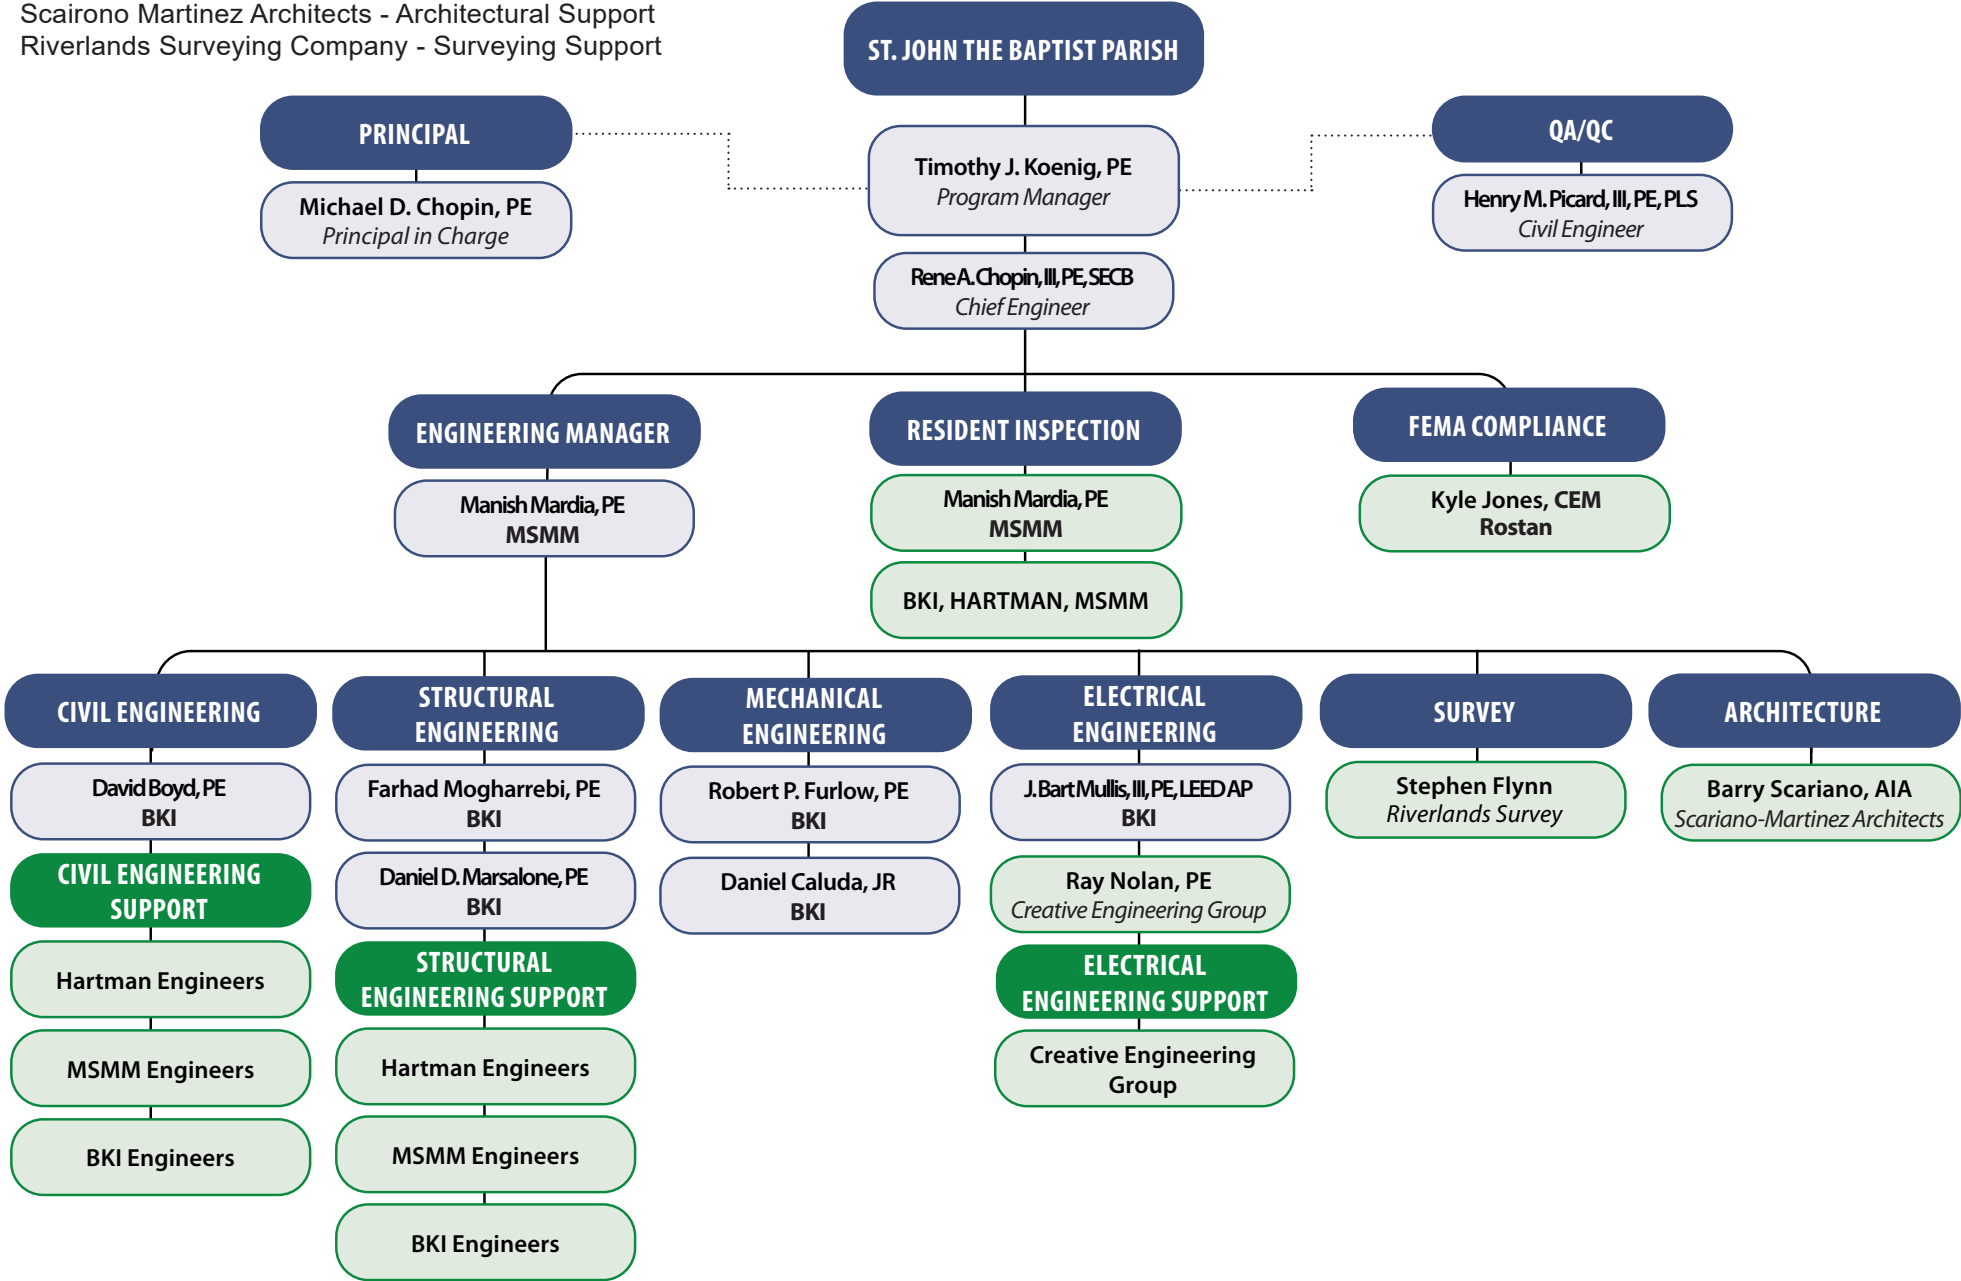 Scairono Martinez Architects - Architectural Support
Riverlands Surveying Company - Surveying Support
ST. JOHN THE BAPTIST PARISH
PRINCIPAL
Michael D. Chopin, PE
Principal in Charge
Timothy J. Koenig, PE
Program Manager
QA/QC
Henry M. Picard, III, PE, PLS
Civil Engineer
Rene A. Chopin, III, PE, SECB
Chief Engineer
ENGINEERING MANAGER
Manish Mardia, PE
MSMM
RESIDENT INSPECTION
Manish Mardia, PE
MSMM
BKI, HARTMAN, MSMM
FEMA COMPLIANCE
Kyle Jones, CEM
Rostan
CIVIL ENGINEERING
David Boyd, PE
BKI
CIVIL ENGINEERING
SUPPORT
Hartman Engineers
MSMM Engineers
BKI Engineers
STRUCTURAL
ENGINEERING
Farhad Mogharrebi, PE
BKI
Daniel D. Marsalone, PE
BKI
STRUCTURAL
ENGINEERING SUPPORT
Hartman Engineers
MSMM Engineers
BKI Engineers
MECHANICAL
ENGINEERING
Robert P. Furlow, PE
BKI
Daniel Caluda, JR
BKI
ELECTRICAL
ENGINEERING
J. Bart Mullis, III, PE, LEED AP
BKI
Ray Nolan, PE
Creative Engineering Group
ELECTRICAL
ENGINEERING SUPPORT
Creative Engineering
Group
SURVEY
Stephen Flynn
Riverlands Survey
ARCHITECTURE
Barry Scariano, AIA
Scariano-Martinez Architects